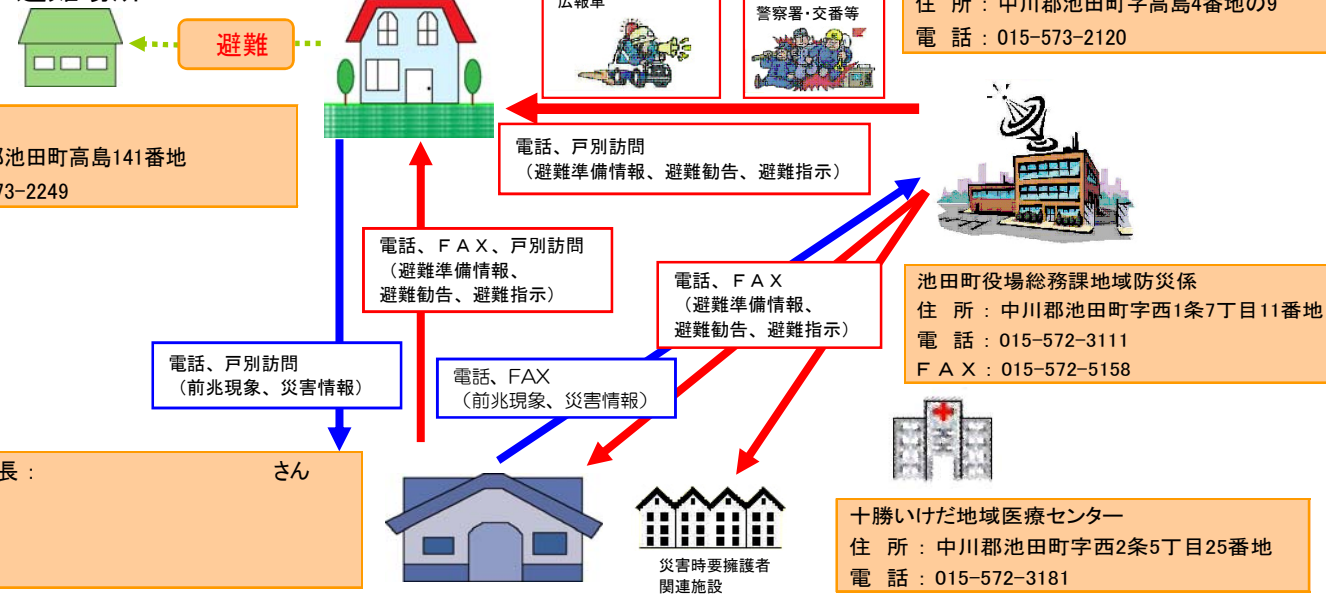 避難場所
避難
広報車
警察署・交番等
住 所：中川郡池田町字高島4番地の9
電 話：015-573-2120
郡池田町高島141番地
73-2249
電話、戸別訪問
（避難準備情報、避難勧告、避難指示）
電話、ＦＡＸ、戸別訪問
（避難準備情報、
避難勧告、避難指示）
電話、ＦＡＸ
（避難準備情報、
避難勧告、避難指示）
池田町役場総務課地域防災係
住 所：中川郡池田町字西1条7丁目11番地
電 話：015-572-3111
ＦＡＸ：015-572-5158
電話、戸別訪問
（前兆現象、災害情報）
電話、FAX
（前兆現象、災害情報）
長： さん
災害時要擁護者
関連施設
十勝いけだ地域医療センター
住 所：中川郡池田町字西2条5丁目25番地
電 話：015-572-3181